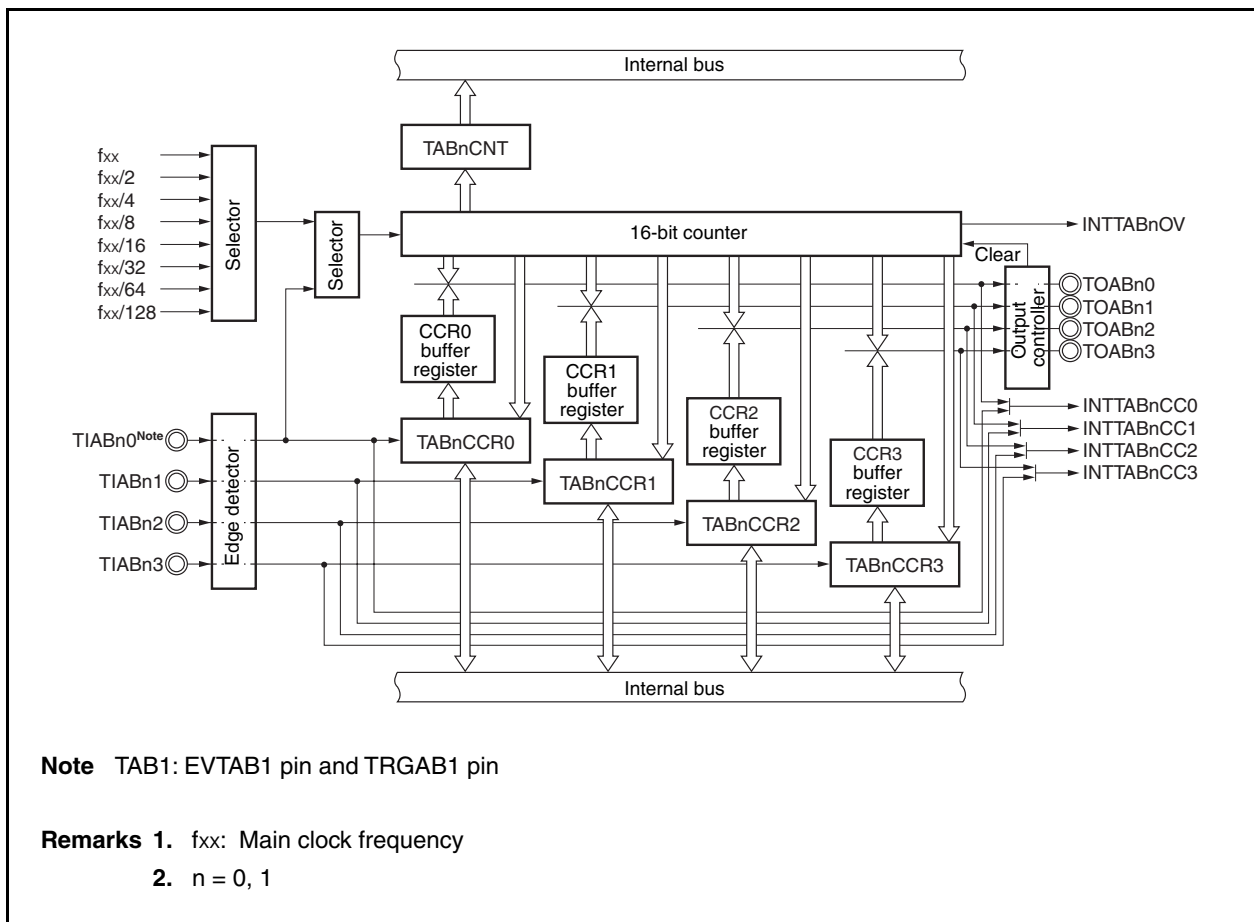 Internal bus
TABnCNT
fxx
fxx/2
fxx/4
fxx/8
fxx/16
fxx/32
fxx/64
fxx/128
Selector
Selector
16-bit counter
INTTABnOV
Clear
Output
controller
TOABn0
TOABn1
TOABn2
TOABn3
CCR0
buffer
register
CCR1
buffer
register
CCR2
buffer
register
CCR3
buffer
register
INTTABnCC0
INTTABnCC1
INTTABnCC2
INTTABnCC3
TIABn0Note
TIABn1
TIABn2
TIABn3
Edge detector
TABnCCR0
TABnCCR1
TABnCCR2
TABnCCR3
Internal bus
Note TAB1: EVTAB1 pin and TRGAB1 pin
Remarks 1. fxx: Main clock frequency
2. n = 0, 1